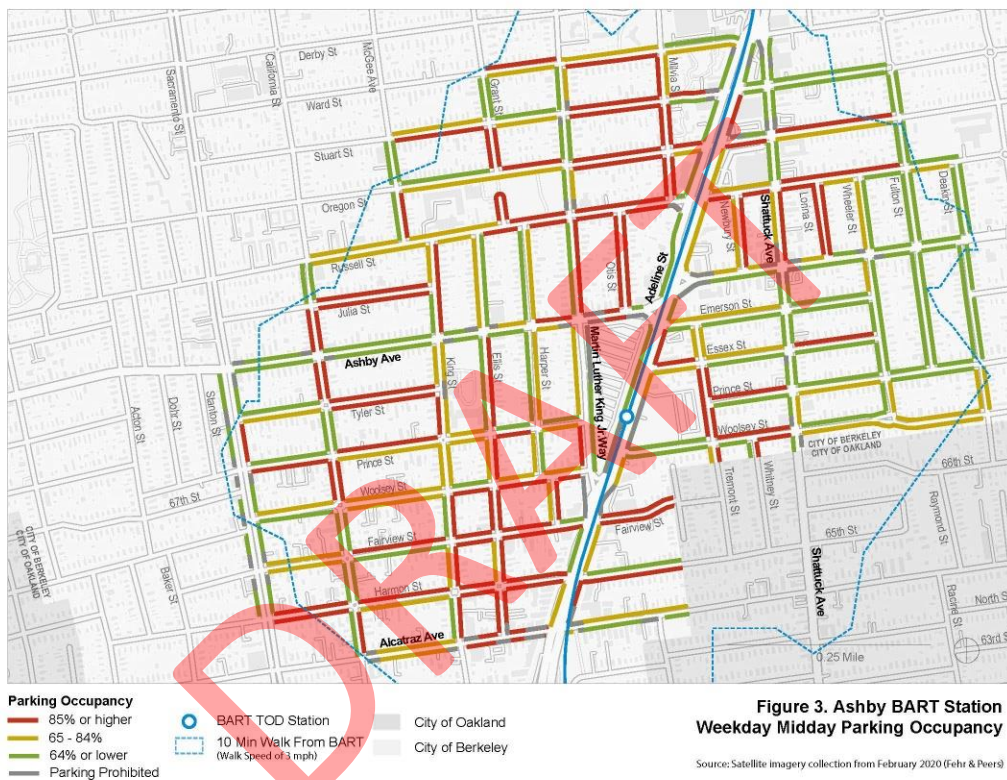 Derby St
Ward St
Stuart St
Oregon St
Russell St
Julia St
Ashby Ave
Tyler St
Prince St
Woolsey St
Fairview St
Harmon St
Alcatraz Ave
Sacramento St
California St
McGee Ave
Grant St
Milvia S
Acton St
Dohr St
Stanton St
67th St
Baker St
King St
Ellis St
Harper St
Otis St
Martin Luther King Jr Way
Adeline St
Newbury St
Shattuck Ave
Lorina St
Wheeler St
Fulton St
Deakin St
Emerson St
Essex St
Prince St
Woolsey St
CITY OF BERKELEY
CITY OF OAKLAND
Tremont St
Whitney St
Fairview St
66th St
65th St
Raymond St
Shattuck Ave
Racine St
North S
63rd S
0.25 Mile
CITY OF BERKELEY
CITY OF OAKLAND
DRAFT
Parking Occupancy
85% or higher
65 - 84%
64% or lower
Parking Prohibited
BART TOD Station
10 Min Walk From BART
(Walk Speed of 3 mph)
City of Oakland
City of Berkeley
Figure 3. Ashby BART Station
Weekday Midday Parking Occupancy
Source: Satellite imagery collection from February 2020 (Fehr & Peers)